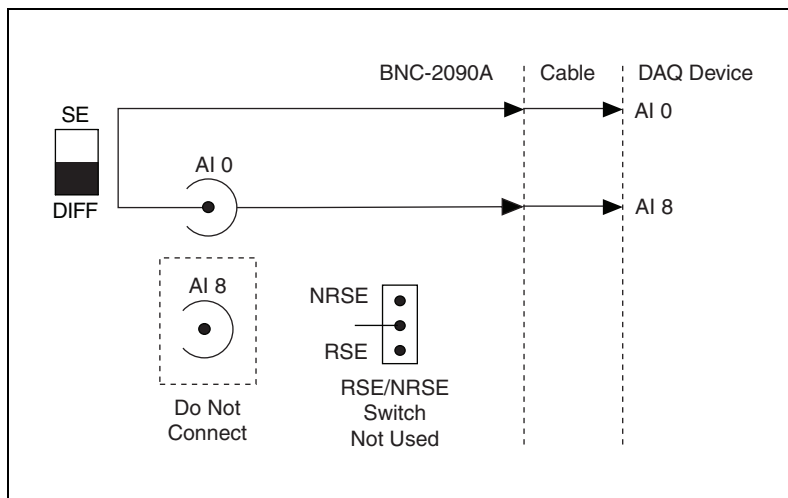 BNC-2090A Cable DAQ Device
SE
AI 0
AI 0
DIFF
AI 8
AI 8
NRSE
RSE
Do Not
Connect
RSE/NRSE
Switch
Not Used